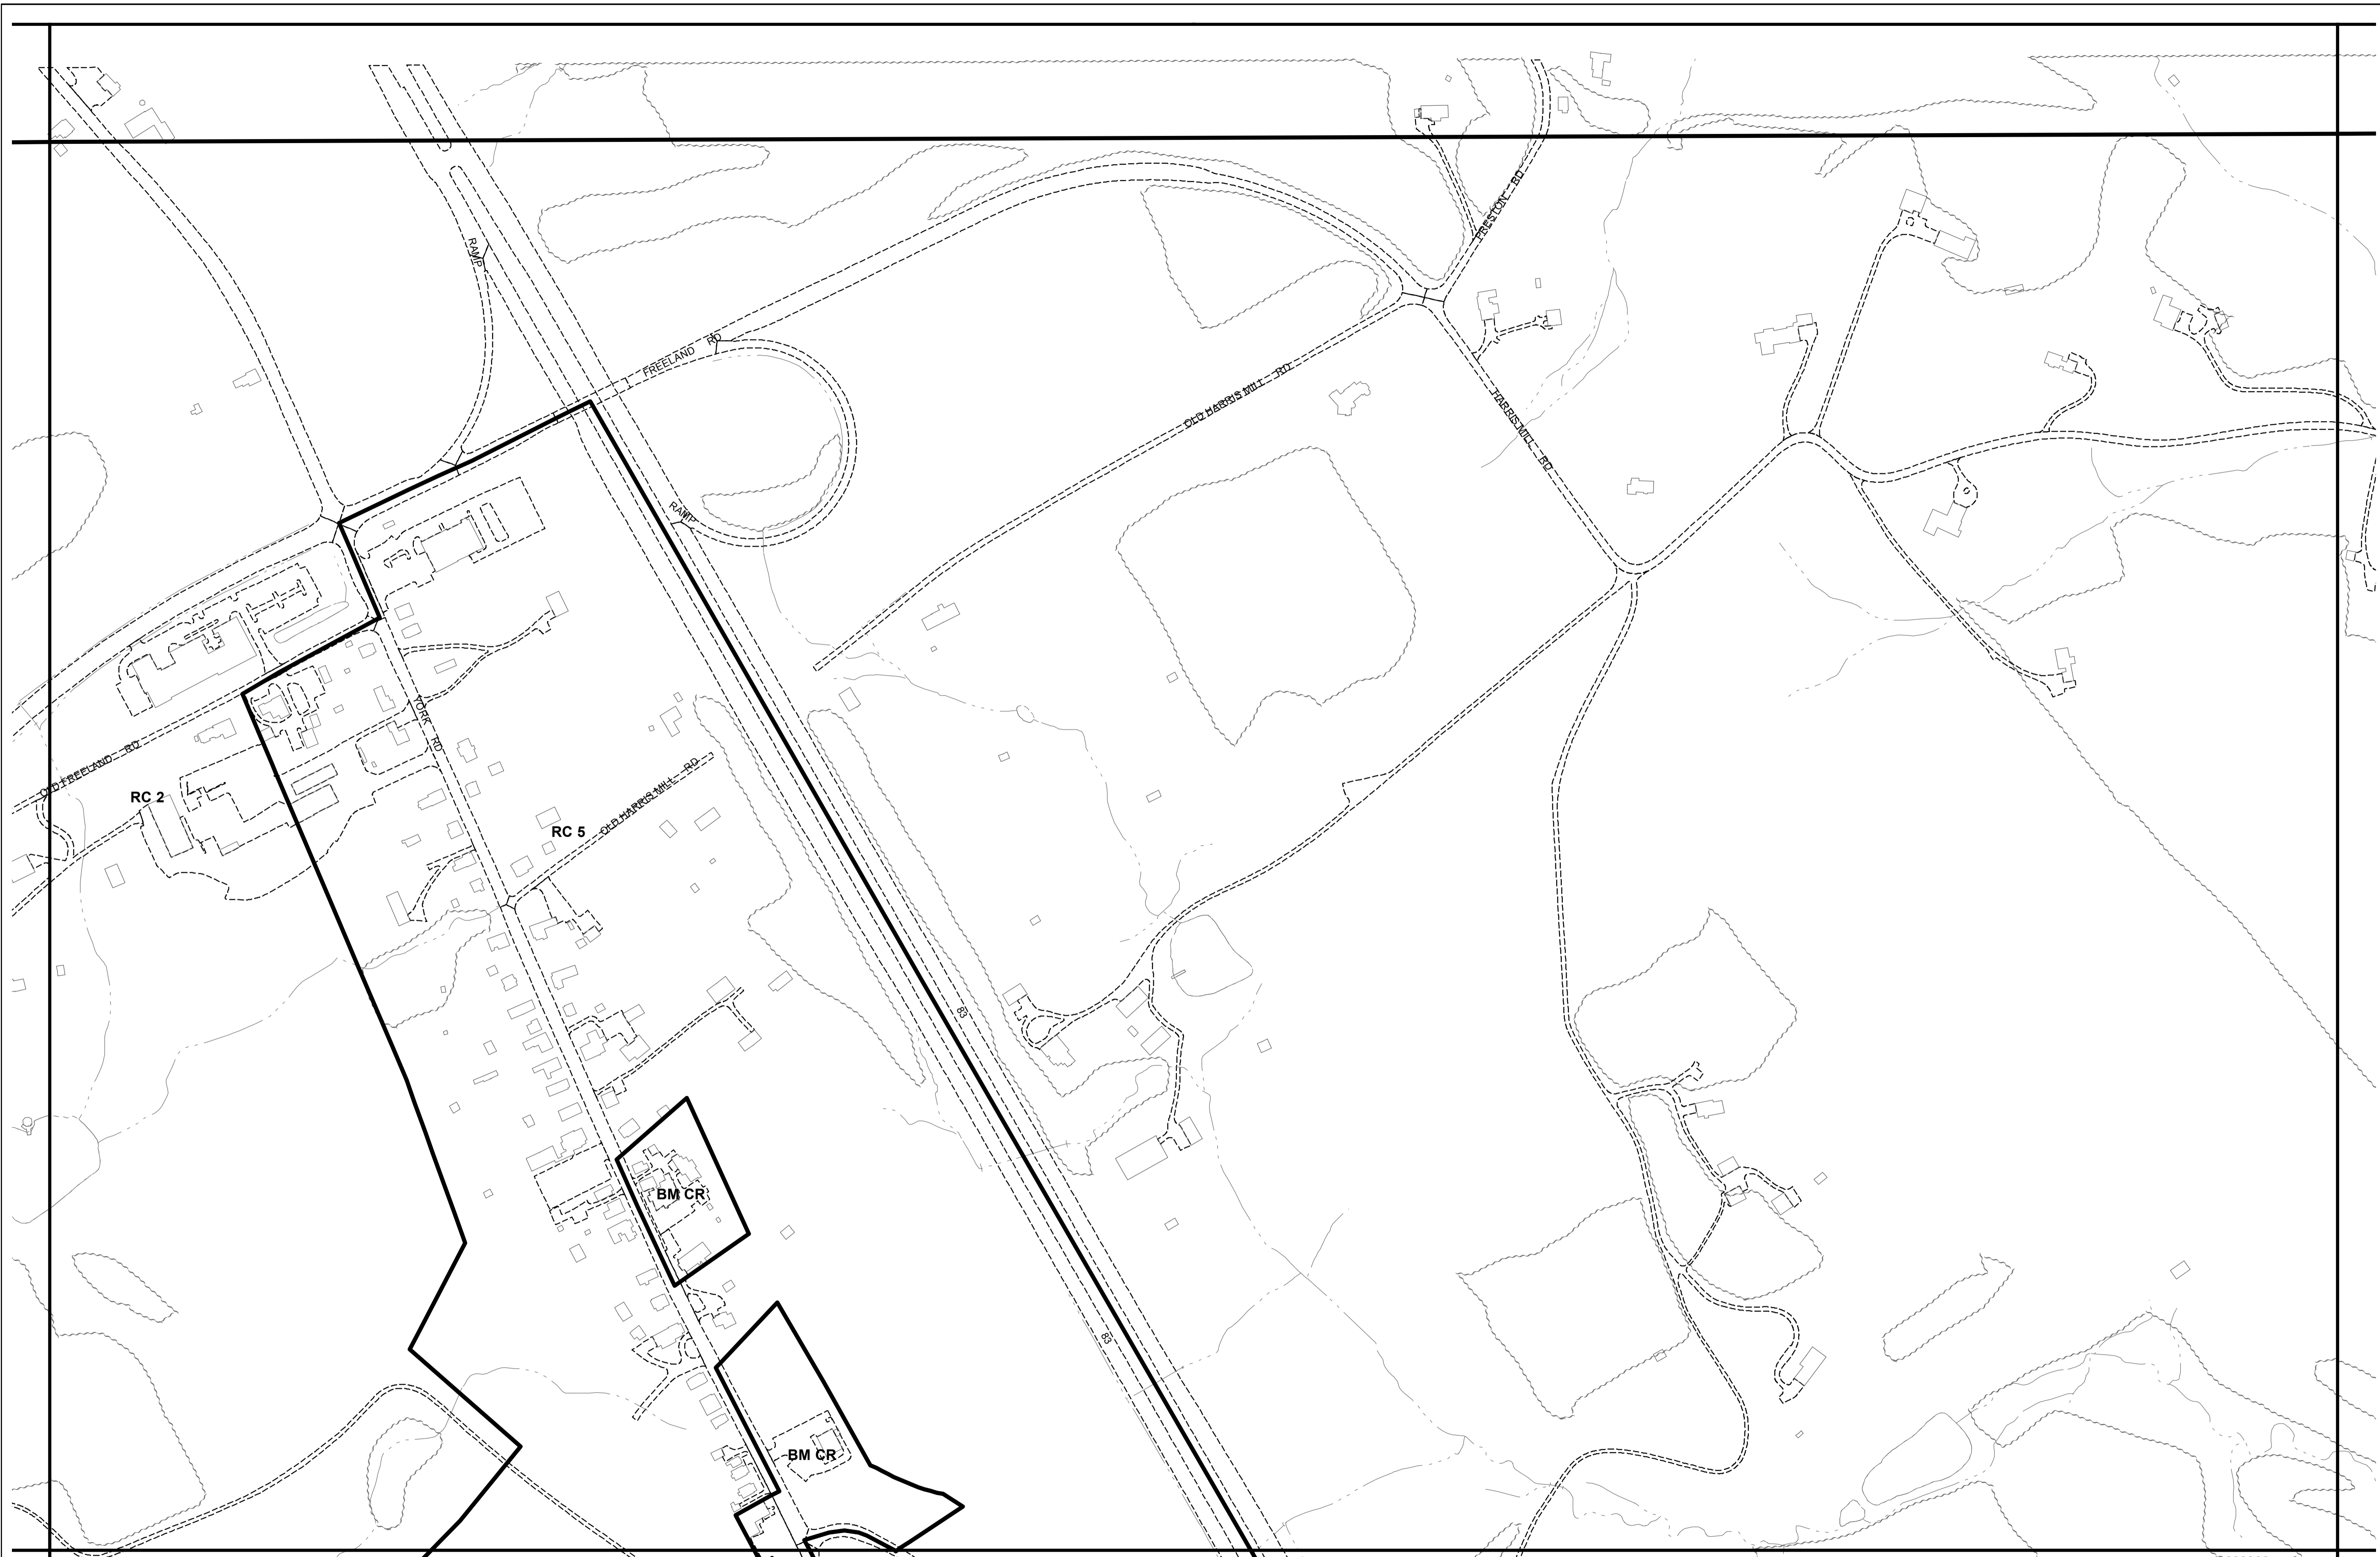 RAMP
FRESTON RD
FREELAND RD
OLD HARRIS MILL RD
HARRIS MILL RD
RAMP
YORK RD
OLD FREELAND RD
RC 2
RC 5
OLD HARRIS MILL RD
83
BM CR
83
BM CR